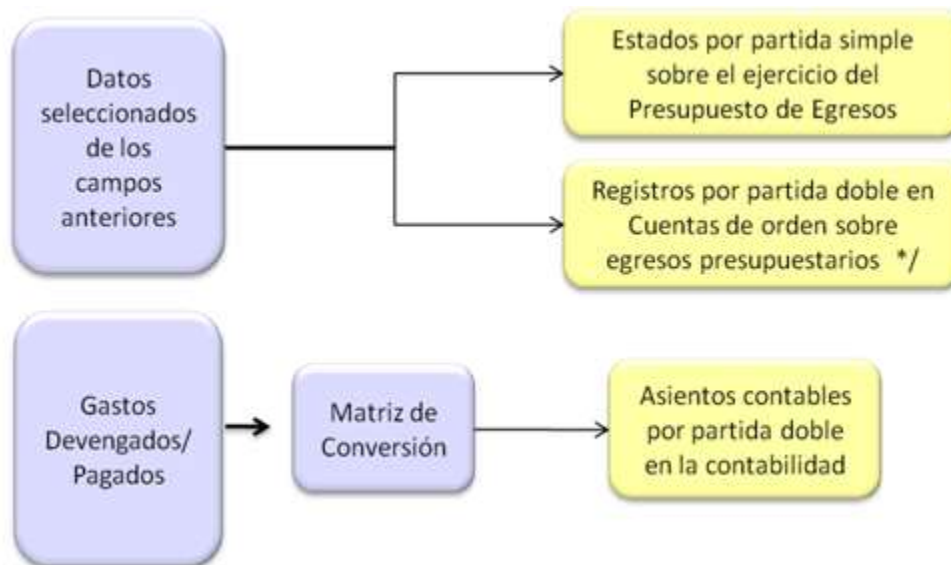 Datos
seleccionados
de los
campos
anteriores
Estados por partida simple
sobre el ejercicio del
Presupuesto de Egresos
Registros por partida doble en
Cuentas de orden sobre
egresos presupuestarios */
Gastos
Devengados/
Pagados
Matriz de
Conversión
Asientos contables
por partida doble
en la contabilidad